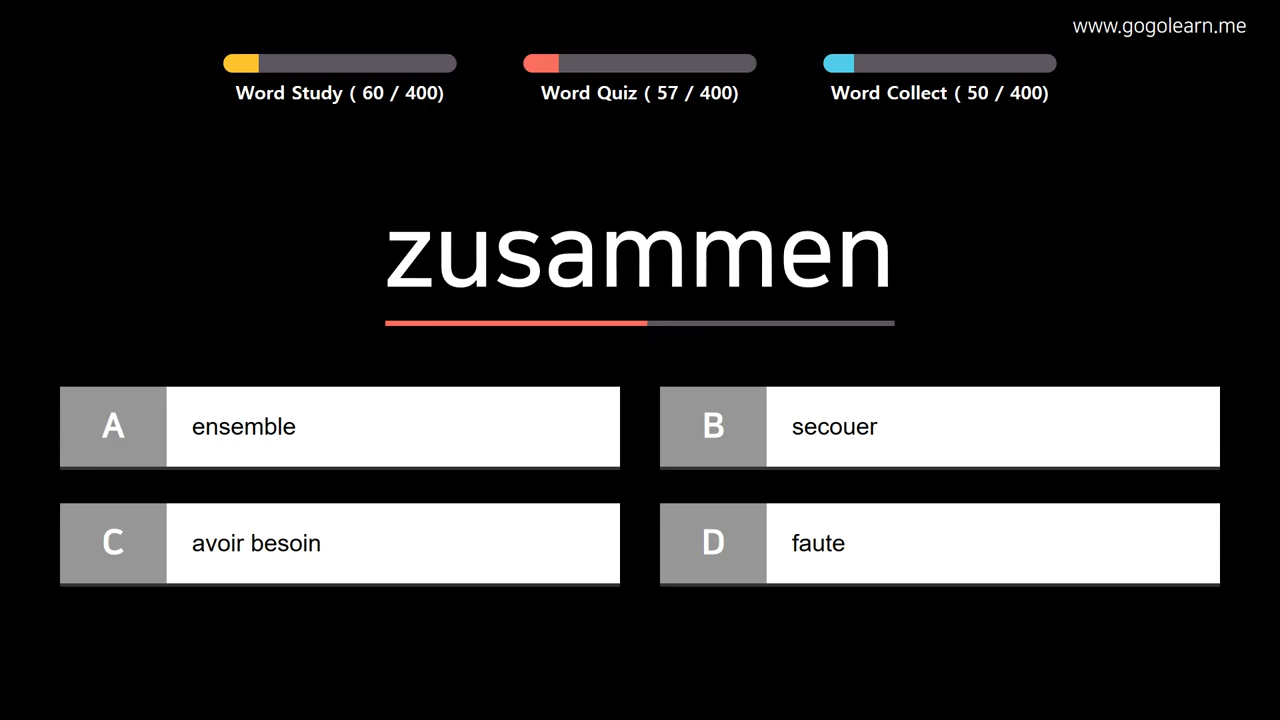 www.gogolearn.me
Word Study ( 60 / 400)
Word Quiz ( 57 / 400)
Word Collect ( 50 / 400)
zusammen
A ensemble
B secouer
C avoir besoin
D faute